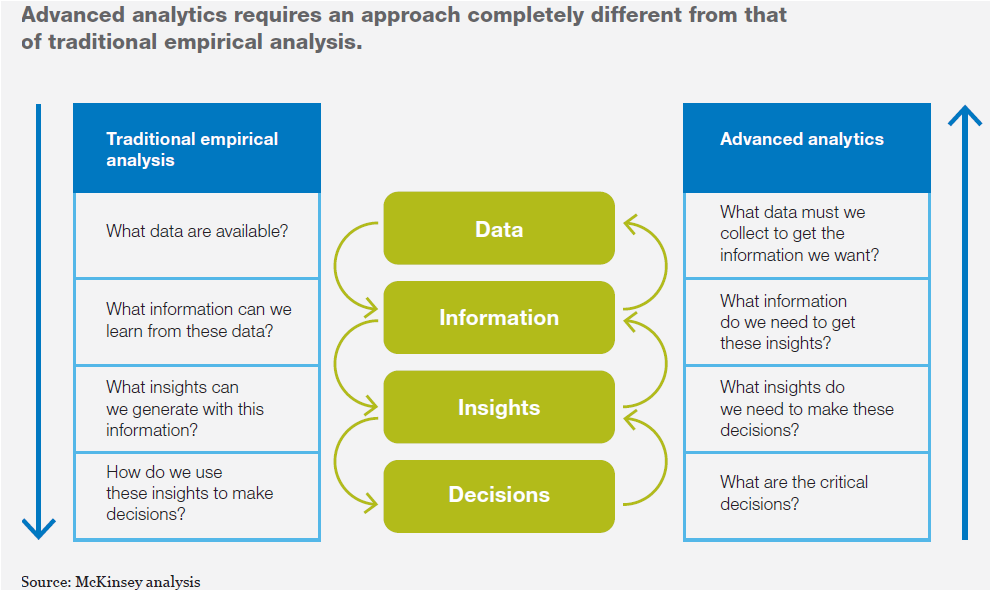 Advanced analytics requires an approach completely different from that
of traditional empirical analysis.
Traditional empirical
analysis
What data are available?
What information can we
learn from these data?
What insights can
we generate with this
information?
How do we use
these insights to make
decisions?
Data
Information
Insights
Decisions
Advanced analytics
What data must we
collect to get the
information we want?
What information
do we need to get
these insights?
What insights do
we need to make these
decisions?
What are the critical
decisions?
Source: McKinsey analysis